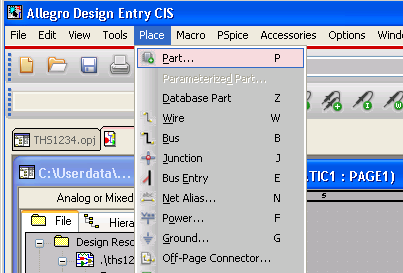 Allegro Design Entry CIS
File Edit View Tools Place Macro PSpice Accessories Options
Part... P
Parameterized Part...
Database Part Z
Wire W
Bus B
Junction J
Bus Entry E
Net Alias... N
Power... F
Ground... G
Off-Page Connector...
THS1234.opj
C:\Userdata\...
TIC1 : PAGE1)
5
Analog or Mixed
File Hiera
Design Resc
.\ths12